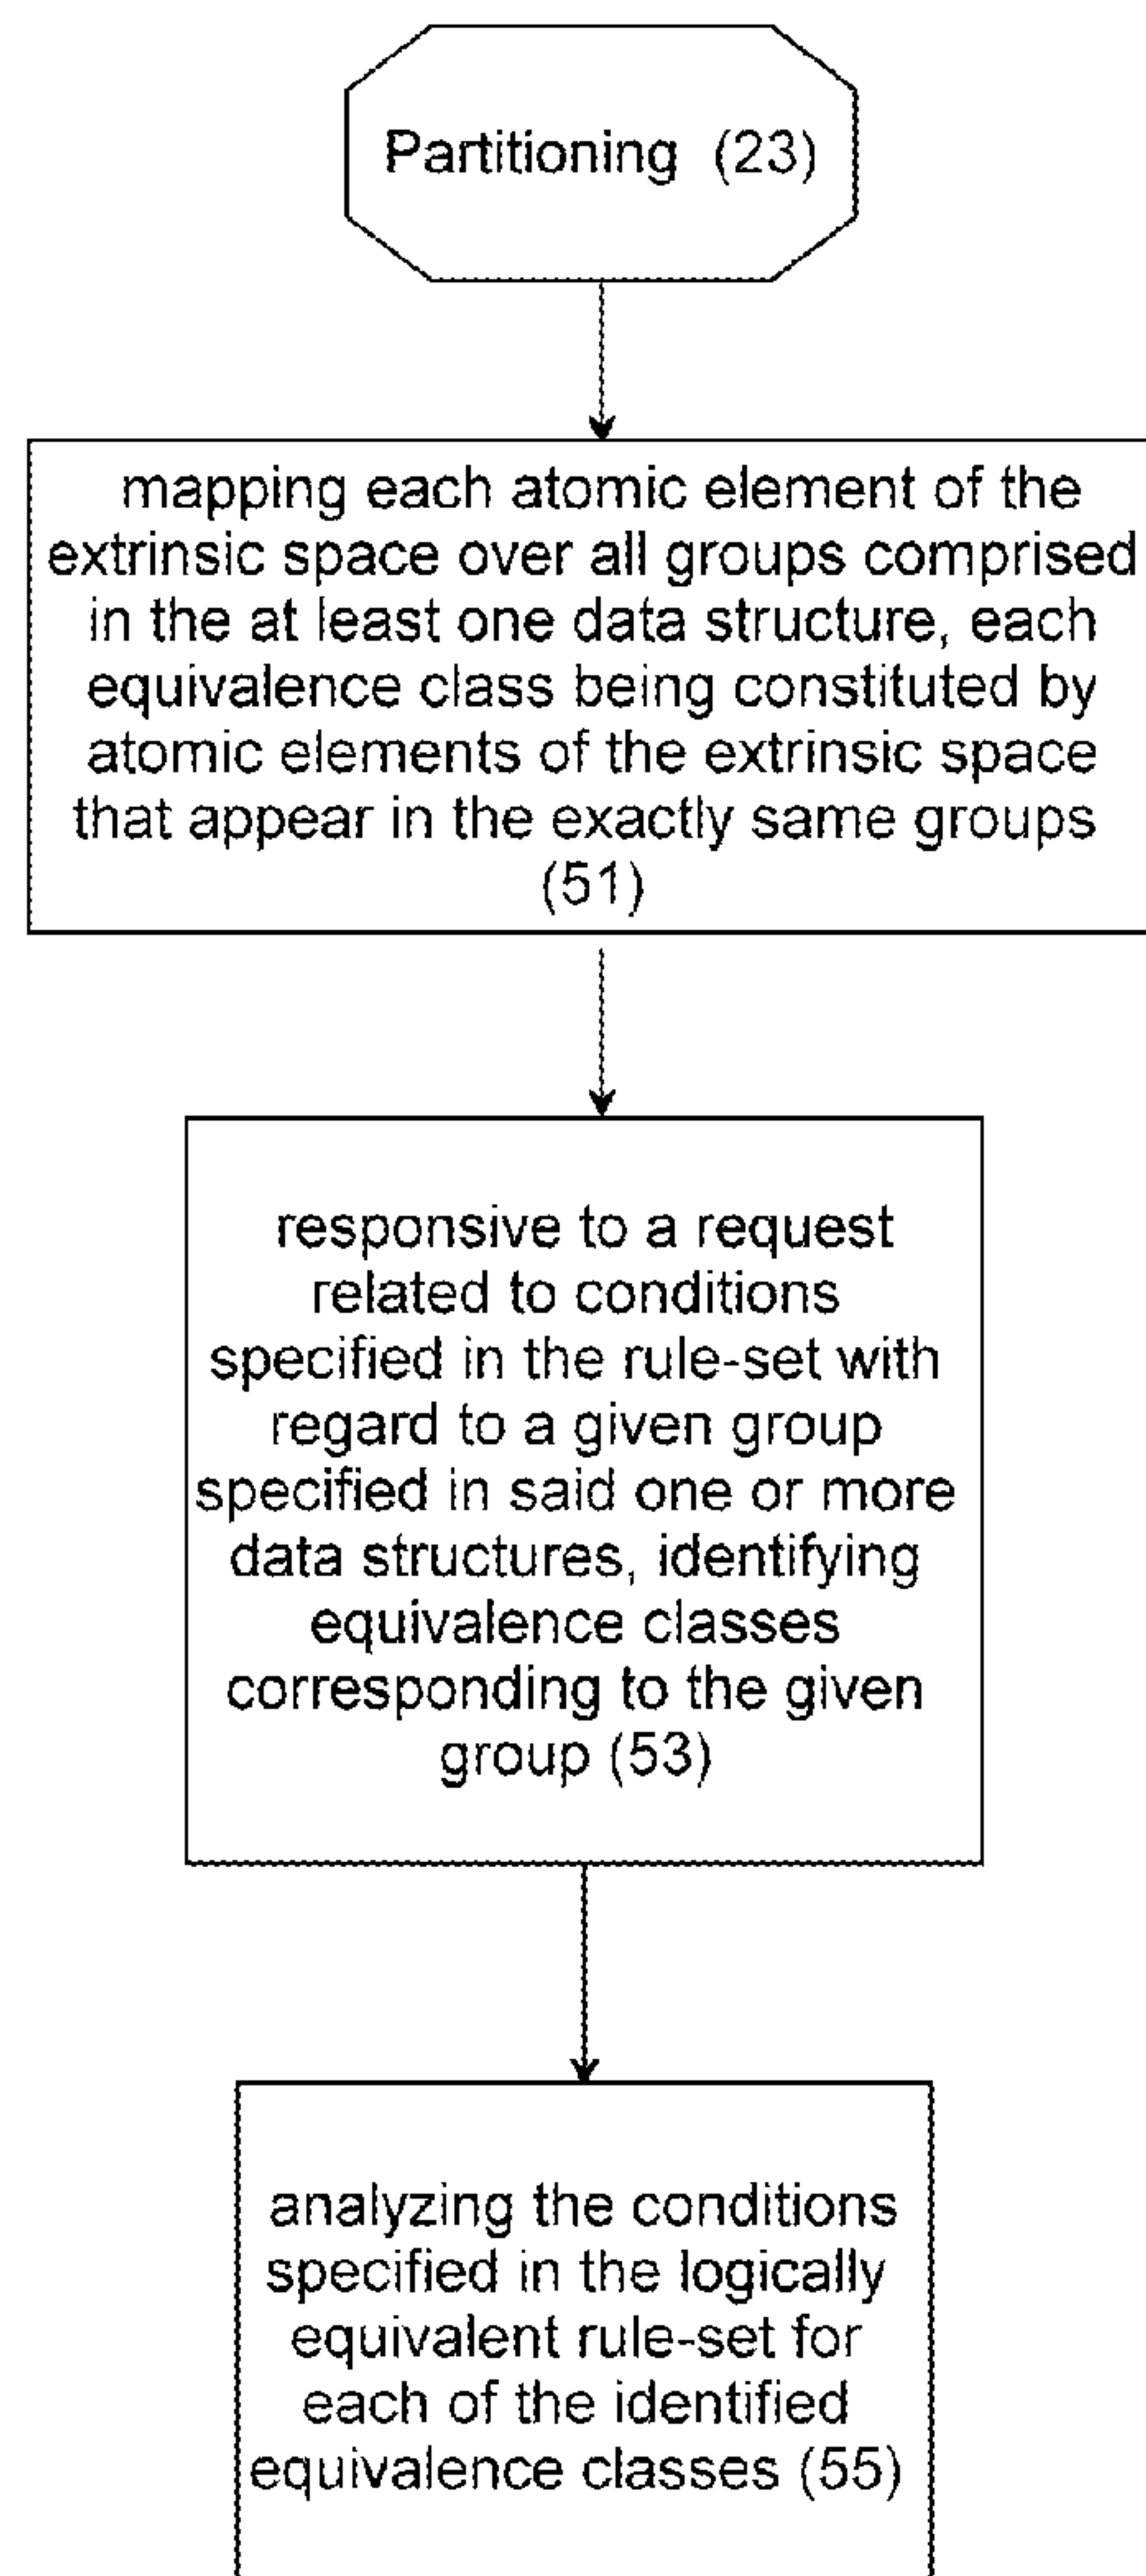 Partitioning (23)
mapping each atomic element of the
extrinsic space over all groups comprised
in the at least one data structure, each
equivalence class being constituted by
atomic elements of the extrinsic space
that appear in the exactly same groups
(51)
responsive to a request
related to conditions
specified in the rule-set with
regard to a given group
specified in said one or more
data structures, identifying
equivalence classes
corresponding to the given
group (53)
analyzing the conditions
specified in the logically
equivalent rule-set for
each of the identified
equivalence classes (55)